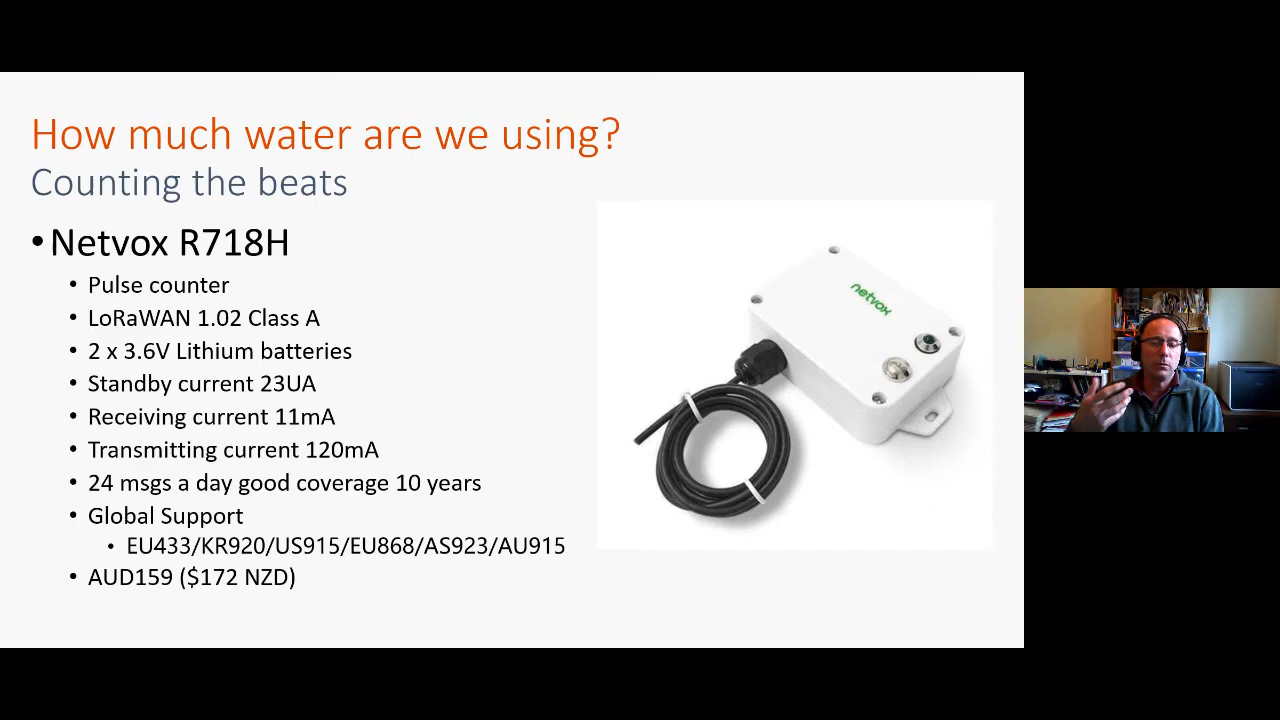 How much water are we using?
Counting the beats
• Netvox R718H
• Pulse counter
• LoRaWAN 1.02 Class A
• 2 x 3.6V Lithium batteries
• Standby current 23UA
• Receiving current 11mA
• Transmitting current 120mA
• 24 msgs a day good coverage 10 years
• Global Support
• EU433/KR920/US915/EU868/AS923/AU915
• AUD159 ($172 NZD)
netvox